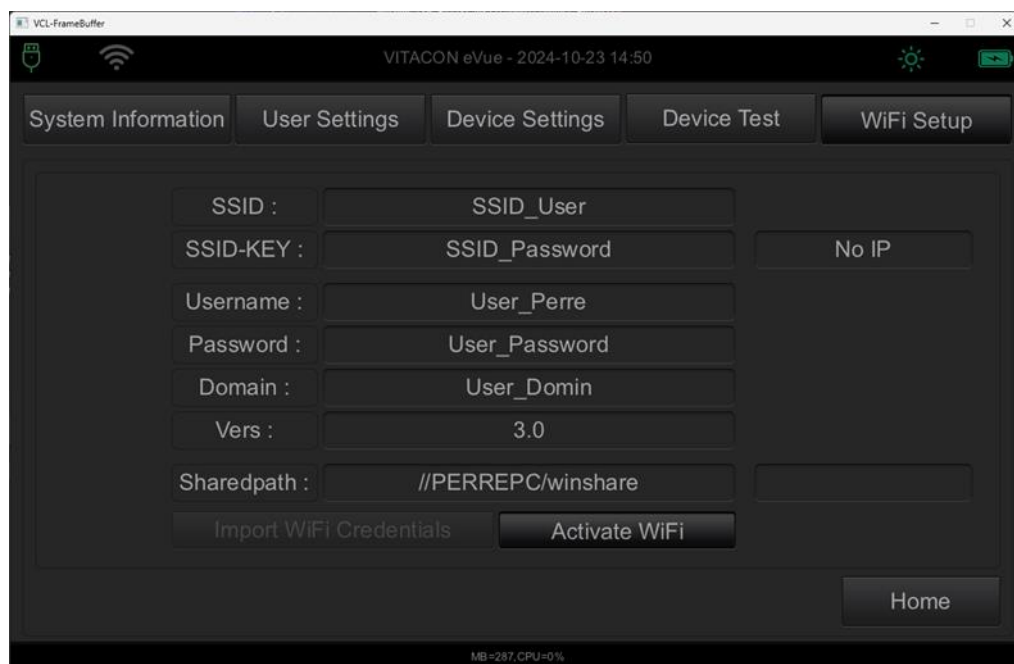 VCL-FrameBuffer
VITACON eVue - 2024-10-23 14:50
System Information User Settings Device Settings Device Test WiFi Setup
SSID : SSID_User
SSID-KEY : SSID_Password No IP
Username : User_Perre
Password : User_Password
Domain : User_Domin
Vers : 3.0
Sharedpath : //PERREPC/winshare
Import WiFi Credentials Activate WiFi
Home
MB=287,CPU=0%